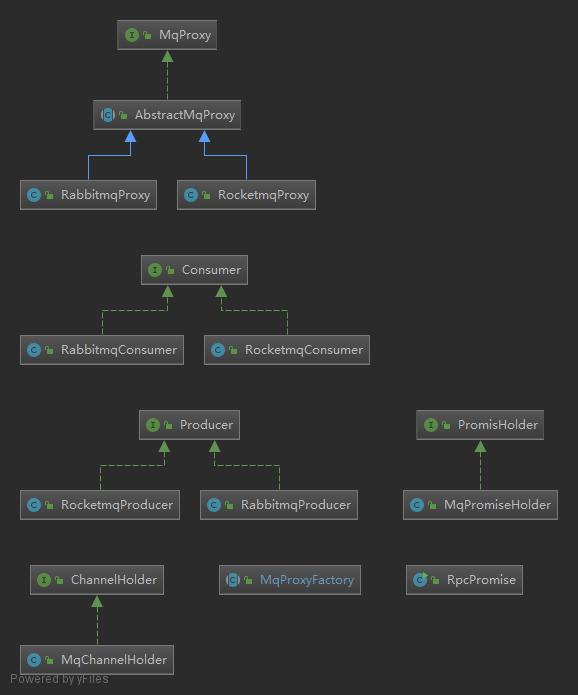 MqProxy
AbstractMqProxy
RabbitmqProxy
RocketmqProxy
Consumer
RabbitmqConsumer
RocketmqConsumer
Producer
PromisHolder
RocketmqProducer
RabbitmqProducer
MqPromiseHolder
ChannelHolder
MqProxyFactory
RpcPromise
MqChannelHolder
Powered by yFiles